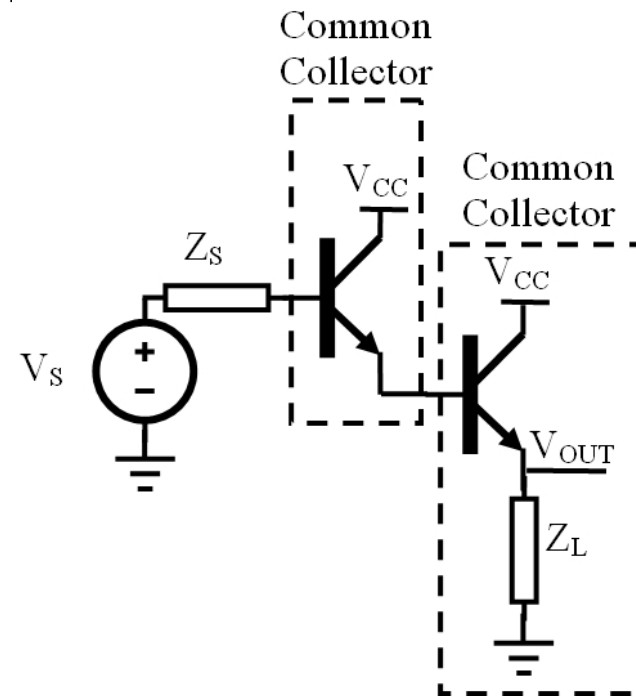 Common
Collector
V_CC
Z_S
Common
Collector
V_CC
+
V_S
−
V_OUT
Z_L